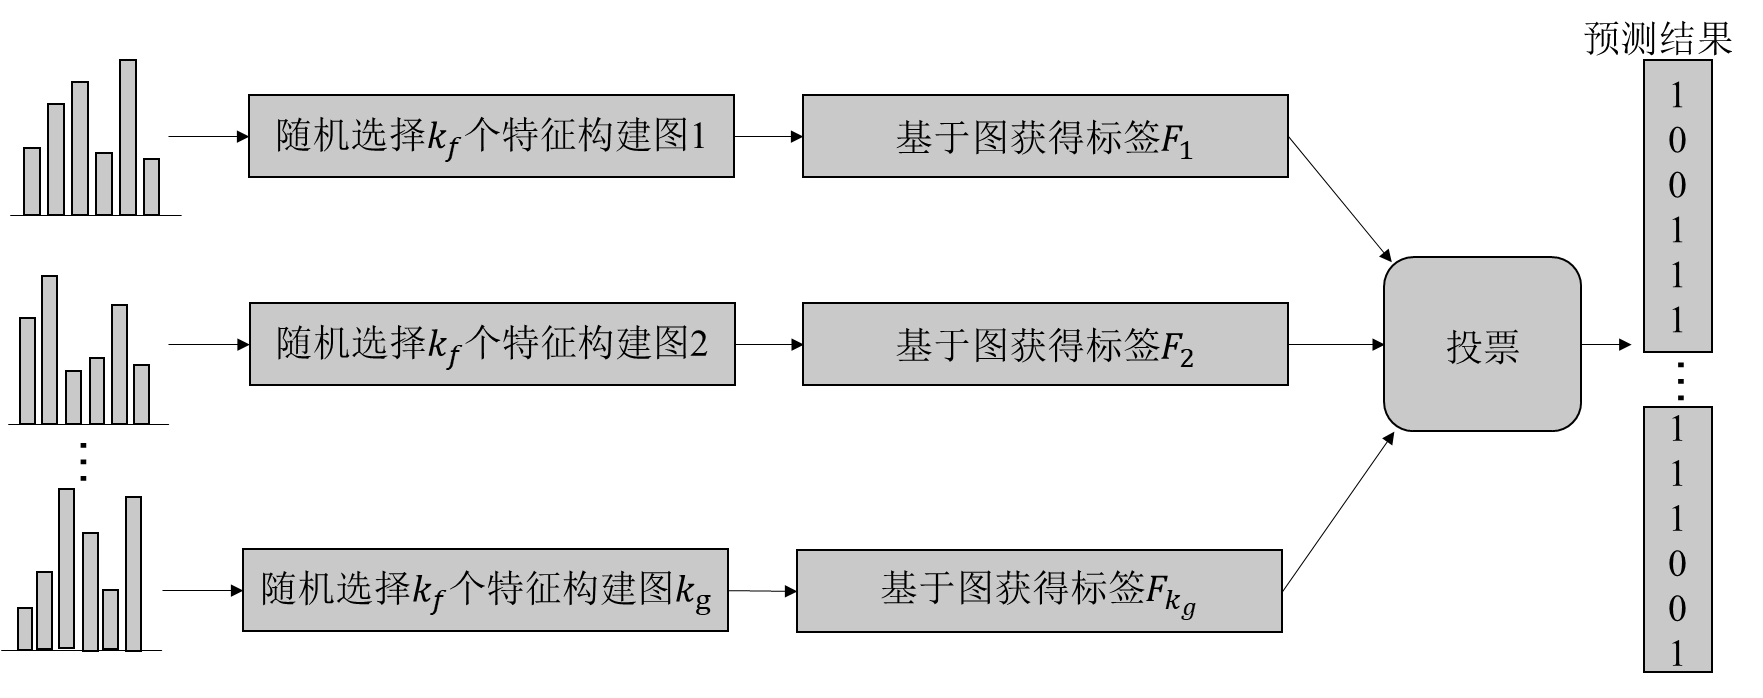 预测结果
随机选择k_f个特征构建图1
基于图获得标签F_1
随机选择k_f个特征构建图2
基于图获得标签F_2
投票
随机选择k_f个特征构建图k_g
基于图获得标签F_{k_g}
1
0
0
1
1
1
⋮
1
1
1
0
0
1